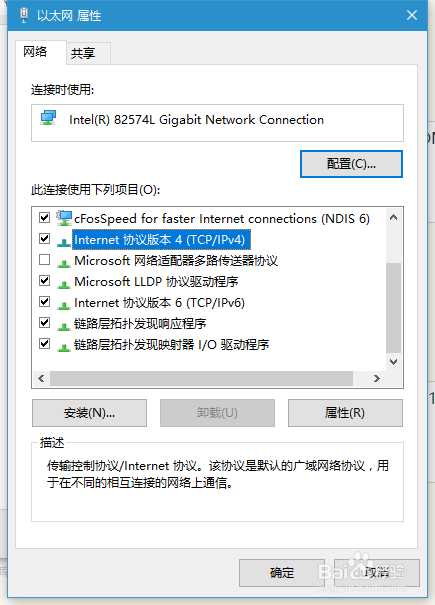 以太网 属性
网络
共享
连接时使用:
Intel(R) 82574L Gigabit Network Connection
配置(C)...
此连接使用下列项目(O):
cFosSpeed for faster Internet connections (NDIS 6)
Internet 协议版本 4 (TCP/IPv4)
Microsoft 网络适配器多路传送器协议
Microsoft LLDP 协议驱动程序
Internet 协议版本 6 (TCP/IPv6)
链路层拓扑发现响应程序
链路层拓扑发现映射器 I/O 驱动程序
安装(N)...
卸载(U)
属性(R)
描述
传输控制协议/Internet 协议。该协议是默认的广域网络协议，用
于在不同的相互连接的网络上通信。
确定
取消
Baidu 经验